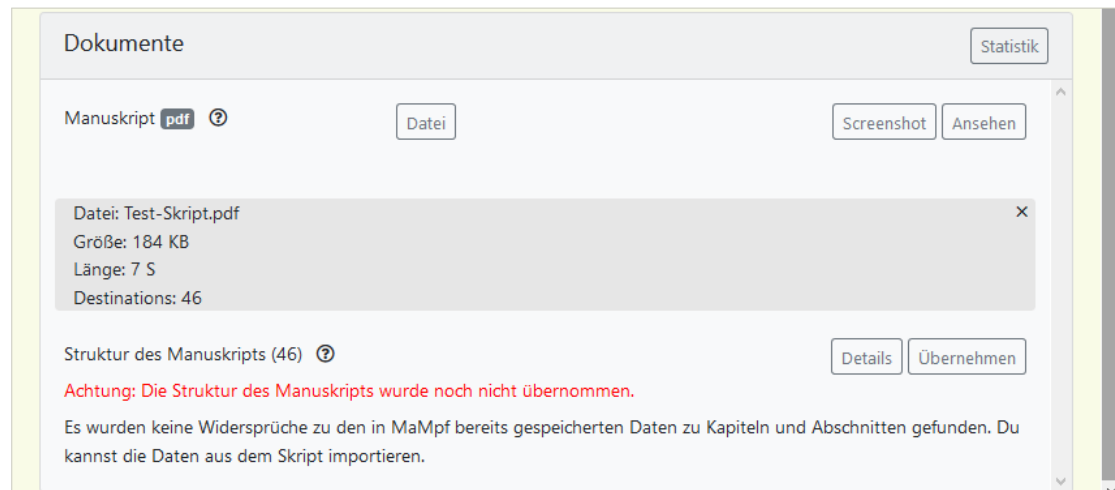 Dokumente
Statistik
Manuskript pdf
Datei
Screenshot
Ansehen
Datei: Test-Skript.pdf
Größe: 184 KB
Länge: 7 S
Destinations: 46
Struktur des Manuskripts (46)
Details
Übernehmen
Achtung: Die Struktur des Manuskripts wurde noch nicht übernommen.
Es wurden keine Widersprüche zu den in MaMpf bereits gespeicherten Daten zu Kapiteln und Abschnitten gefunden. Du
kannst die Daten aus dem Skript importieren.